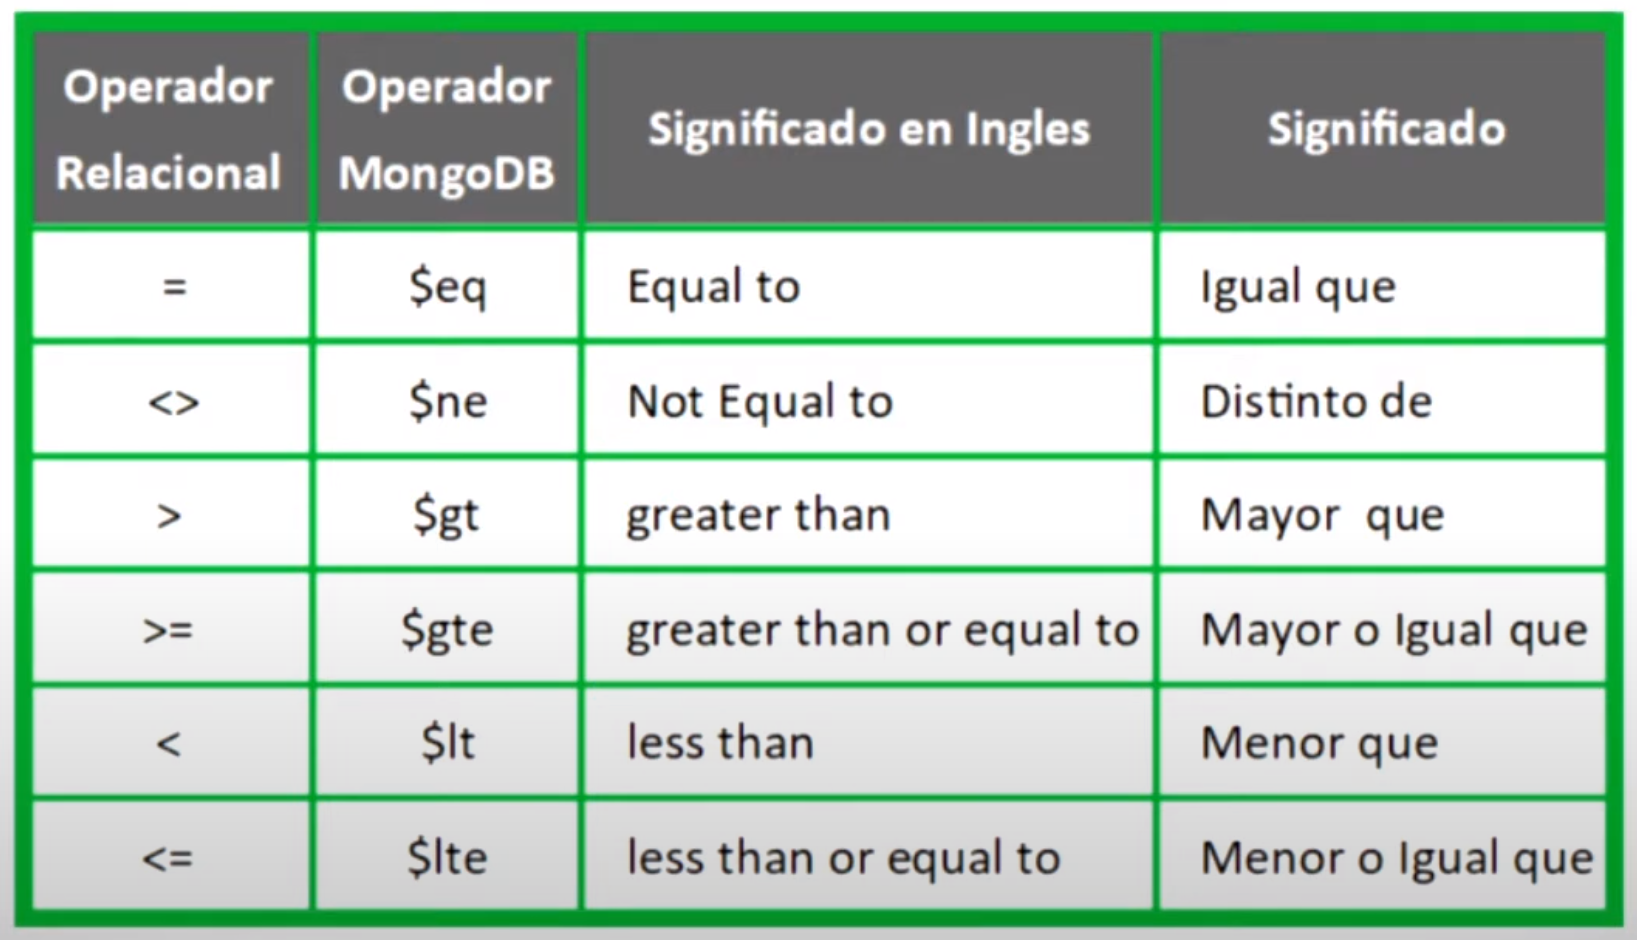 Operador Relacional Operador MongoDB Significado en Ingles Significado
= $eq Equal to Igual que
<> $ne Not Equal to Distinto de
> $gt greater than Mayor que
>= $gte greater than or equal to Mayor o Igual que
< $lt less than Menor que
<= $lte less than or equal to Menor o Igual que